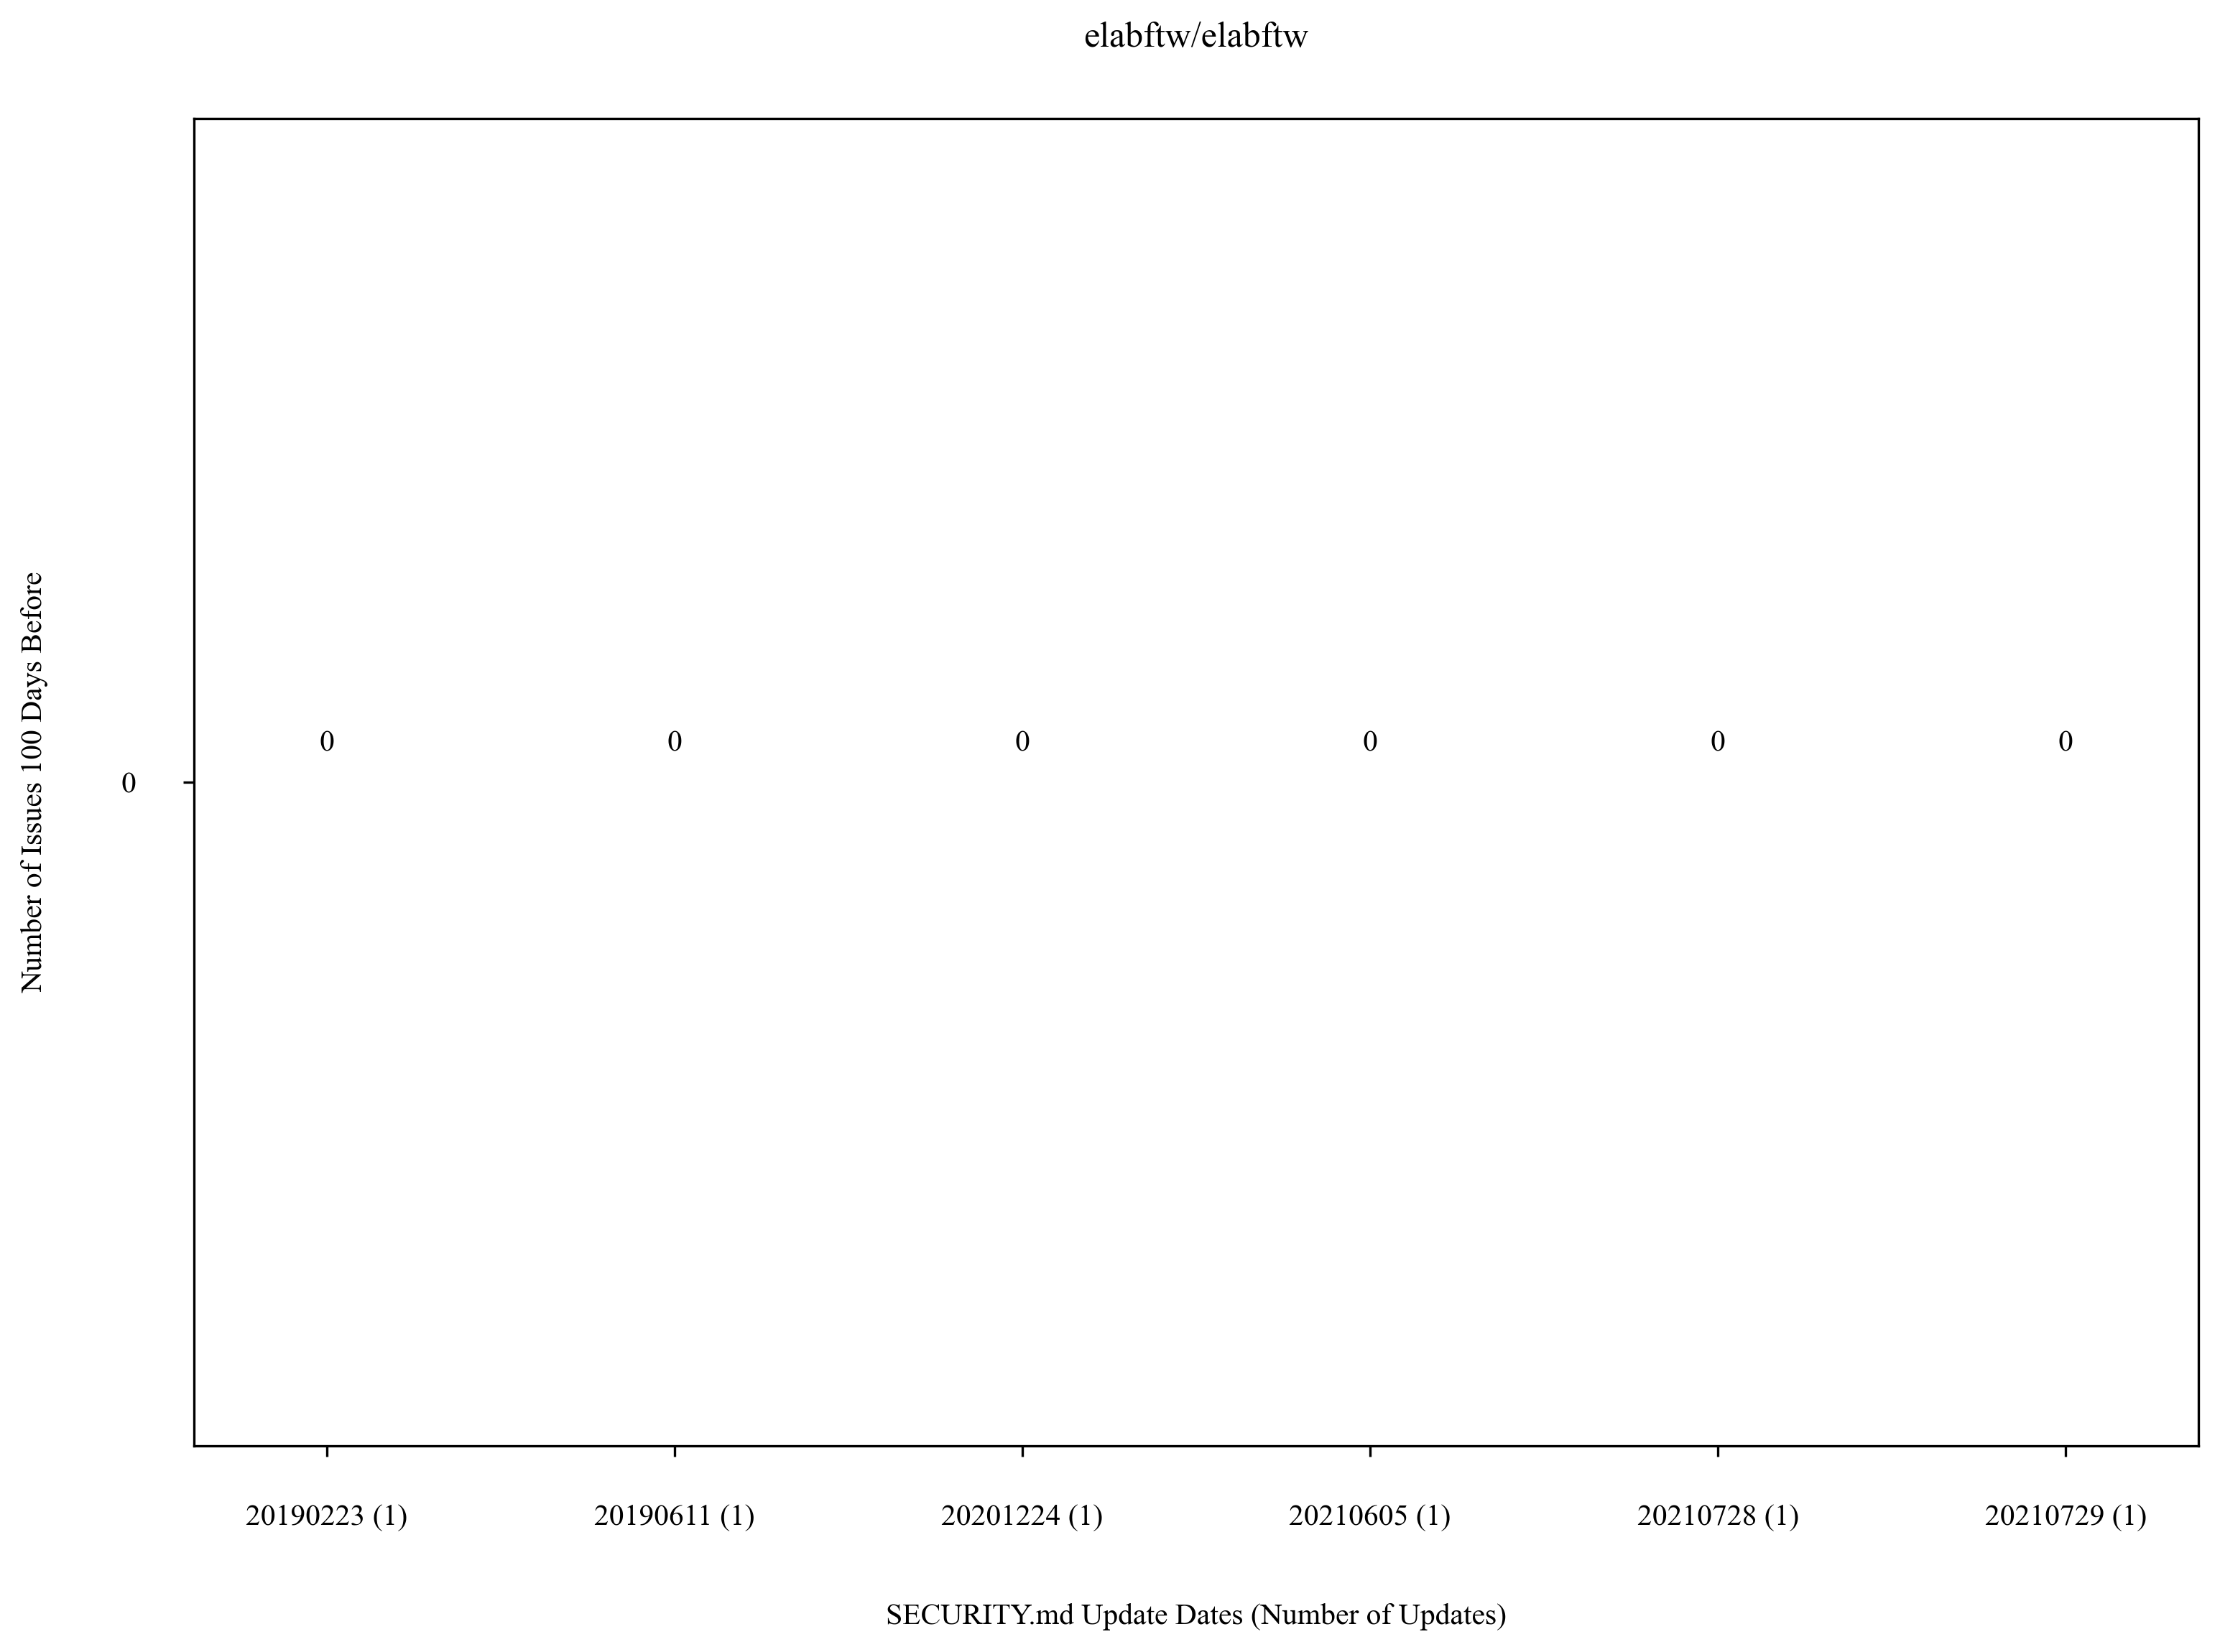 elabftw/elabftw
Number of Issues 100 Days Before
0
0 0 0 0 0 0
20190223 (1) 20190611 (1) 20201224 (1) 20210605 (1) 20210728 (1) 20210729 (1)
SECURITY.md Update Dates (Number of Updates)